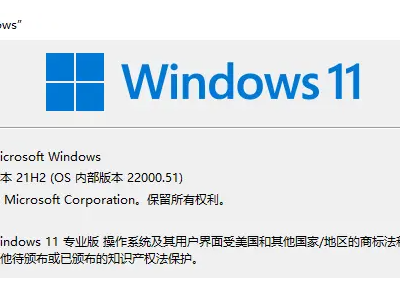 ows”
Windows 11
icrosoft Windows
本 21H2 (OS 内部版本 22000.51)
Microsoft Corporation。保留所有权利。
indows 11 专业版 操作系统及其用户界面受美国和其他国家/地区的商标法和
他待颁布或已颁布的知识产权法保护。